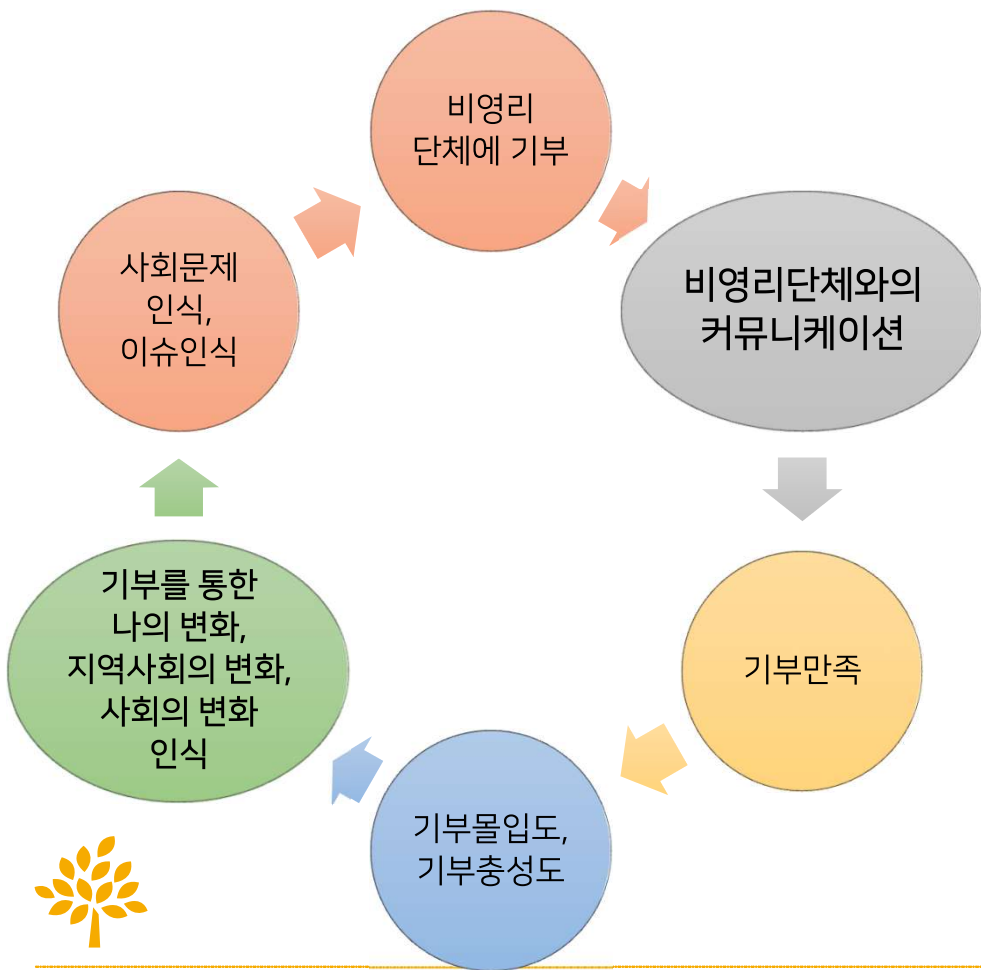 비영리
단체에 기부
비영리단체와의
커뮤니케이션
기부만족
기부몰입도,
기부충성도
기부를 통한
나의 변화,
지역사회의 변화,
사회의 변화
인식
사회문제
인식,
이슈인식